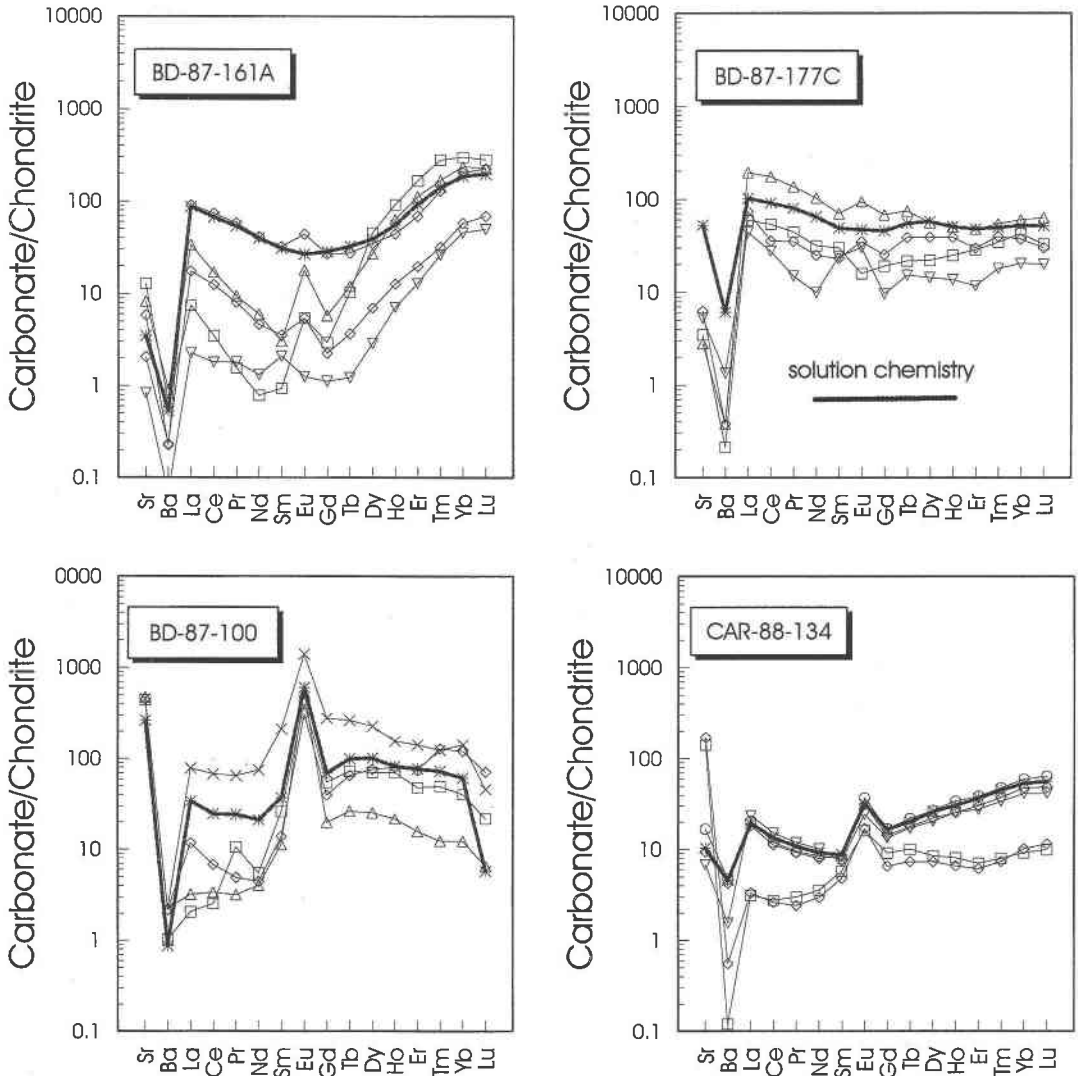 10000
1000
100
10
1
0.1
Carbonate/Chondrite
BD-87-161A
Sr Ba La Ce Pr Nd Sm Eu Gd Tb Dy Ho Er Tm Yb Lu
10000
1000
100
10
1
0.1
Carbonate/Chondrite
BD-87-177C
solution chemistry
Sr Ba La Ce Pr Nd Sm Eu Gd Tb Dy Ho Er Tm Yb Lu
0000
1000
100
10
1
0.1
Carbonate/Chondrite
BD-87-100
Sr Ba La Ce Pr Nd Sm Eu Gd Tb Dy Ho Er Tm Yb Lu
10000
1000
100
10
1
0.1
Carbonate/Chondrite
CAR-88-134
Sr Ba La Ce Pr Nd Sm Eu Gd Tb Dy Ho Er Tm Yb Lu